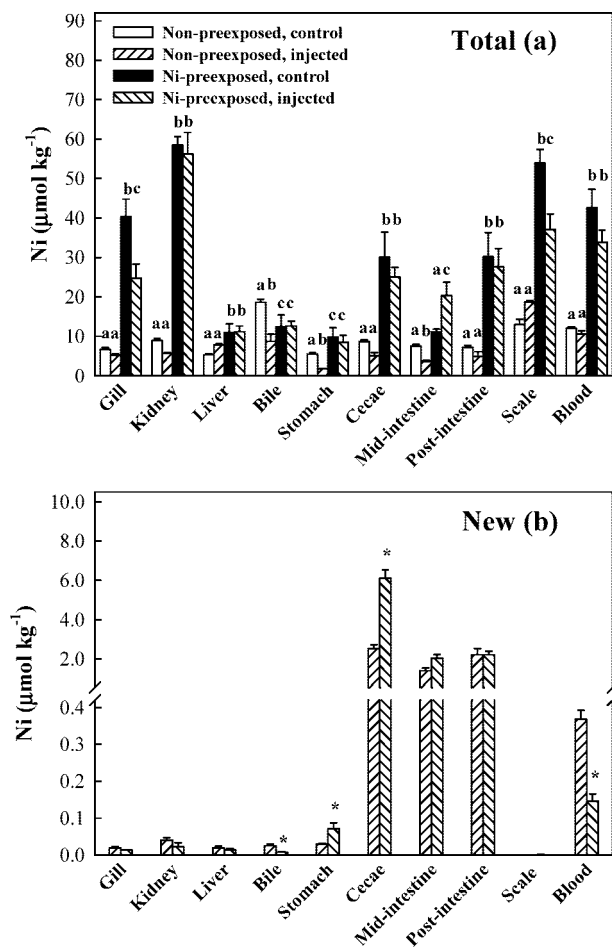 Total (a)
Non-preexposed, control
Non-preexposed, injected
Ni-preexposed, control
Ni-preexposed, injected
Ni (µmol kg-1)
90
80
70
60
50
40
30
20
10
0
aa bc
aa bb
aa bb
ab cc
ab cc
aa bb
ab ac
aa bb
aa bc
aa bb
Gill
Kidney
Liver
Bile
Stomach
Cecae
Mid-intestine
Post-intestine
Scale
Blood
New (b)
Ni (µmol kg-1)
10.0
8.0
6.0
4.0
2.0
0.4
0.3
0.2
0.1
0.0
* * * *
Gill
Kidney
Liver
Bile
Stomach
Cecae
Mid-intestine
Post-intestine
Scale
Blood